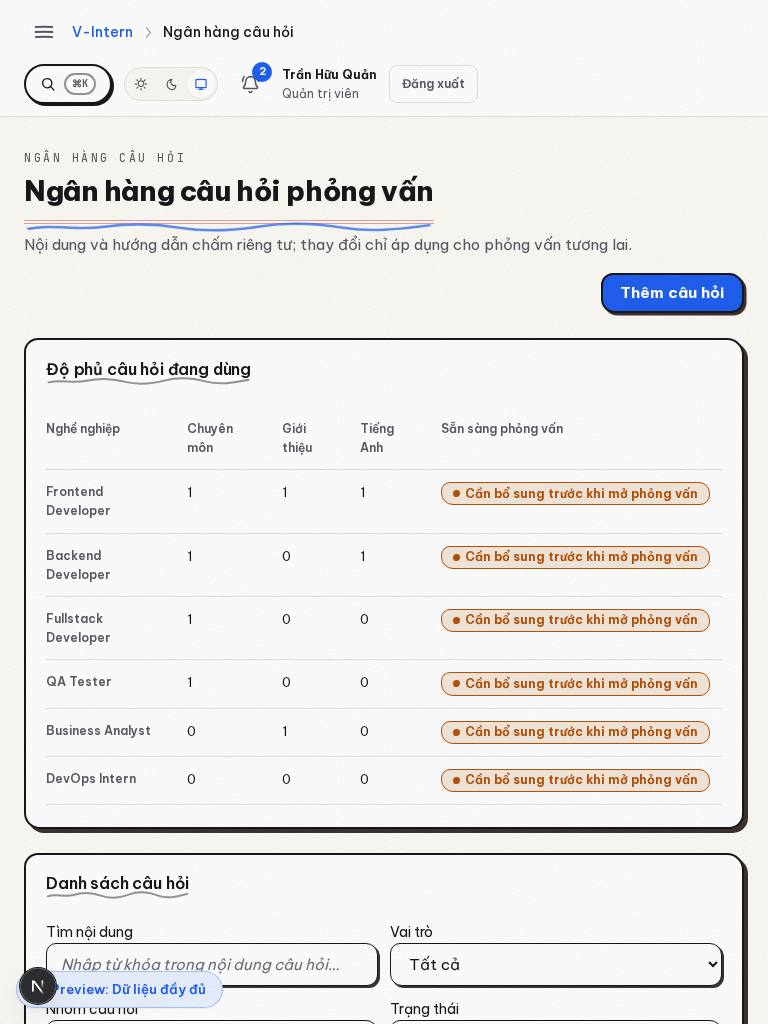 V-Intern > Ngân hàng câu hỏi
⌘K
2
Trần Hữu Quản
Quản trị viên
Đăng xuất
NGÂN HÀNG CÂU HỎI
Ngân hàng câu hỏi phỏng vấn
Nội dung và hướng dẫn chấm riêng tư; thay đổi chỉ áp dụng cho phỏng vấn tương lai.
Thêm câu hỏi
Độ phủ câu hỏi đang dùng
Nghề nghiệp Chuyên môn Giới thiệu Tiếng Anh Sẵn sàng phỏng vấn
Frontend Developer 1 1 1 Cần bổ sung trước khi mở phỏng vấn
Backend Developer 1 0 1 Cần bổ sung trước khi mở phỏng vấn
Fullstack Developer 1 0 0 Cần bổ sung trước khi mở phỏng vấn
QA Tester 1 0 0 Cần bổ sung trước khi mở phỏng vấn
Business Analyst 0 1 0 Cần bổ sung trước khi mở phỏng vấn
DevOps Intern 0 0 0 Cần bổ sung trước khi mở phỏng vấn
Danh sách câu hỏi
Tìm nội dung Vai trò
Nhập từ khóa trong nội dung câu hỏi... Tất cả
N Preview: Dữ liệu đầy đủ
Nhóm câu hỏi Trạng thái